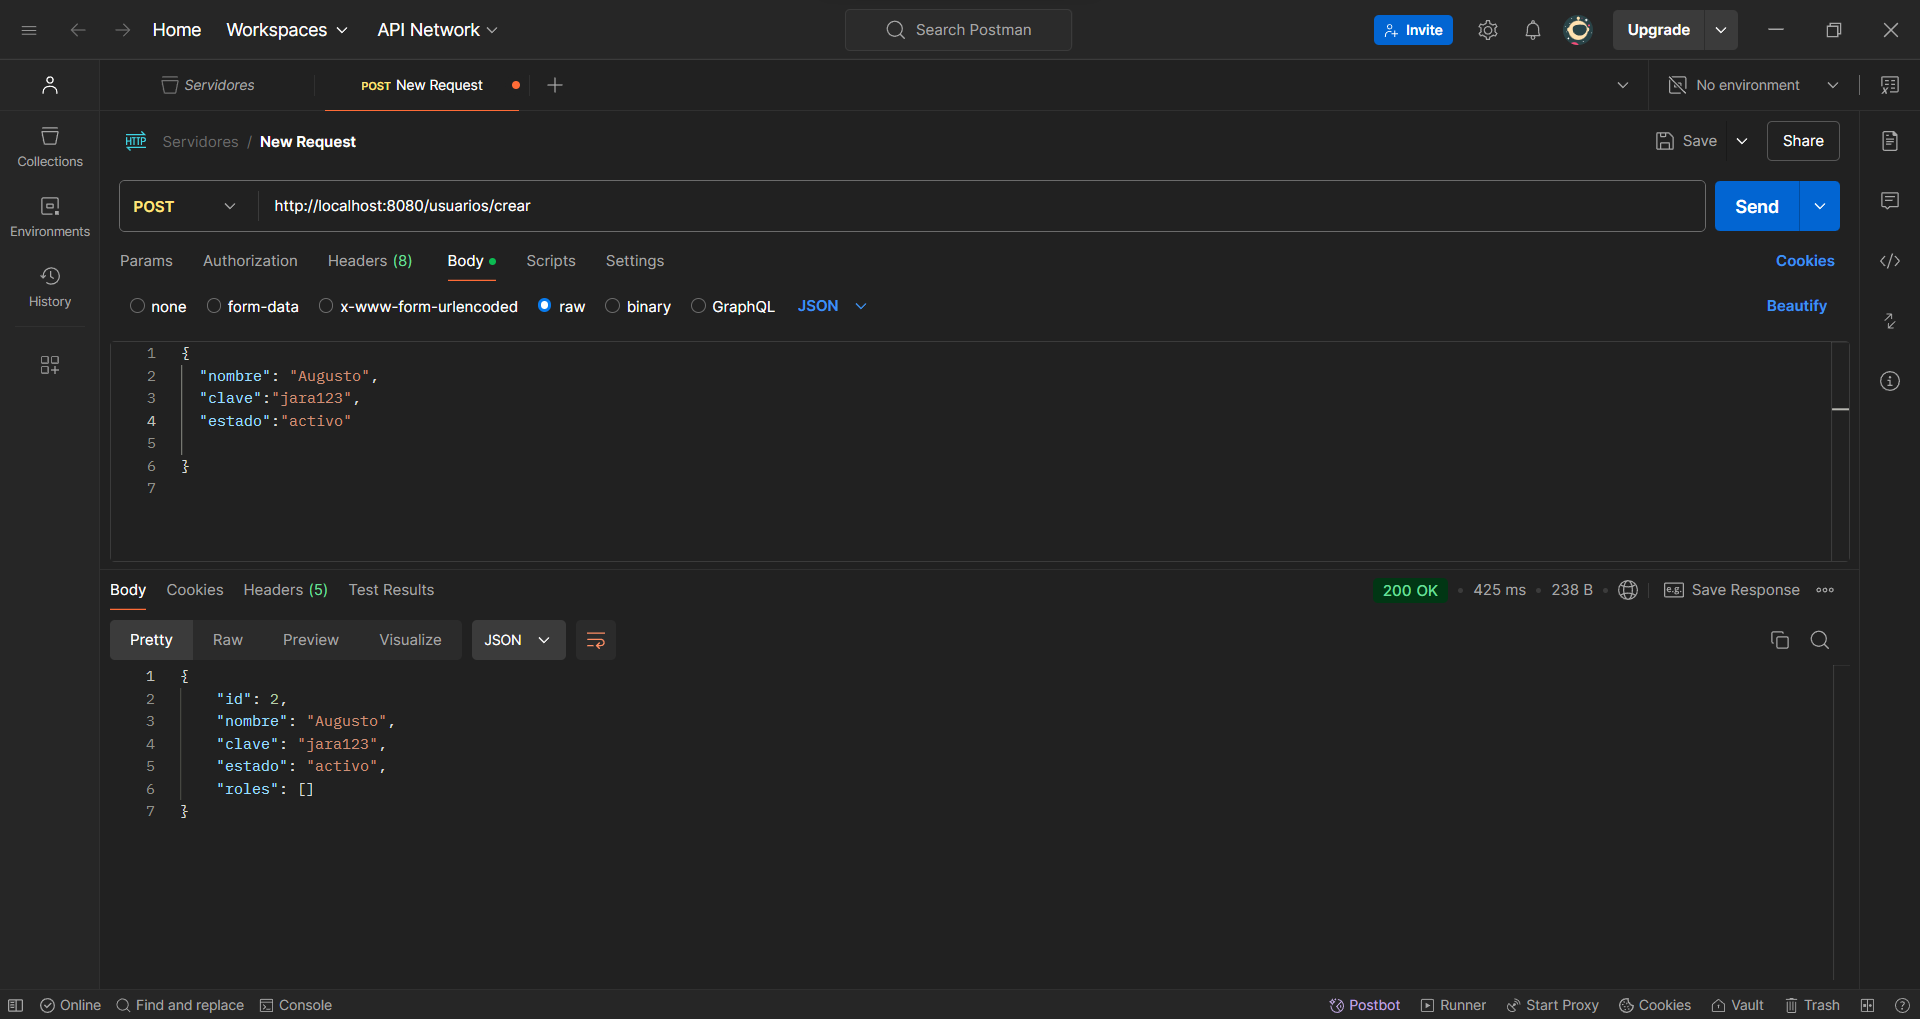 Home Workspaces API Network Search Postman Invite Upgrade
Servidores POST New Request No environment
HTTP Servidores / New Request Save Share
Collections
POST http://localhost:8080/usuarios/crear Send
Environments
Params Authorization Headers (8) Body Scripts Settings Cookies
History
none form-data x-www-form-urlencoded raw binary GraphQL JSON Beautify
1 {
2 "nombre": "Augusto",
3 "clave":"jara123",
4 "estado":"activo"
5
6 }
7
Body Cookies Headers (5) Test Results 200 OK 425 ms 238 B e.g. Save Response
Pretty Raw Preview Visualize JSON
1 {
2 "id": 2,
3 "nombre": "Augusto",
4 "clave": "jara123",
5 "estado": "activo",
6 "roles": []
7 }
Online Find and replace Console Postbot Runner Start Proxy Cookies Vault Trash